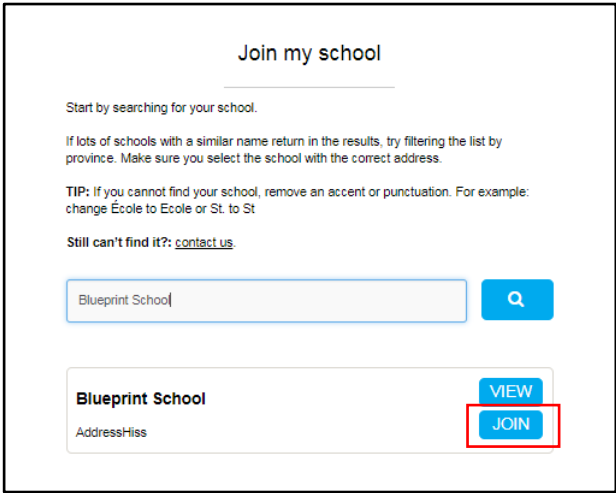 Join my school
Start by searching for your school.
If lots of schools with a similar name return in the results, try filtering the list by
province. Make sure you select the school with the correct address.
TIP: If you cannot find your school, remove an accent or punctuation. For example:
change École to Ecole or St. to St
Still can't find it?: contact us.
Blueprint School
Blueprint School
VIEW
AddressHiss
JOIN